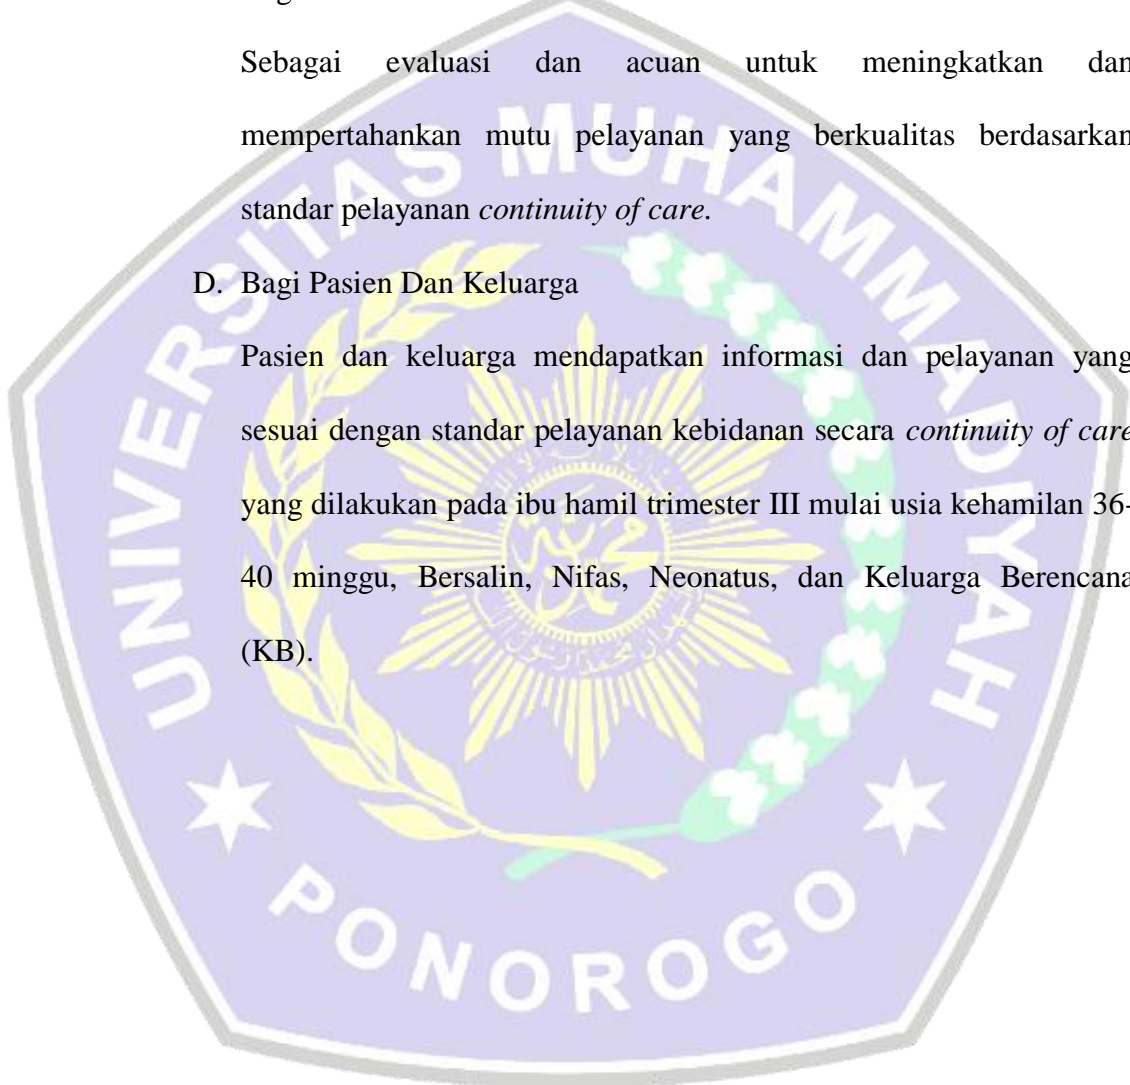 Sebagai evaluasi dan acuan untuk meningkatkan dan
mempertahankan mutu pelayanan yang berkualitas berdasarkan
standar pelayanan continuity of care.
D. Bagi Pasien Dan Keluarga
Pasien dan keluarga mendapatkan informasi dan pelayanan yang
sesuai dengan standar pelayanan kebidanan secara continuity of care
yang dilakukan pada ibu hamil trimester III mulai usia kehamilan 36-
40 minggu, Bersalin, Nifas, Neonatus, dan Keluarga Berencana
(KB).
UNIVERSITAS MUHAMMADIYAH
PONOROGO